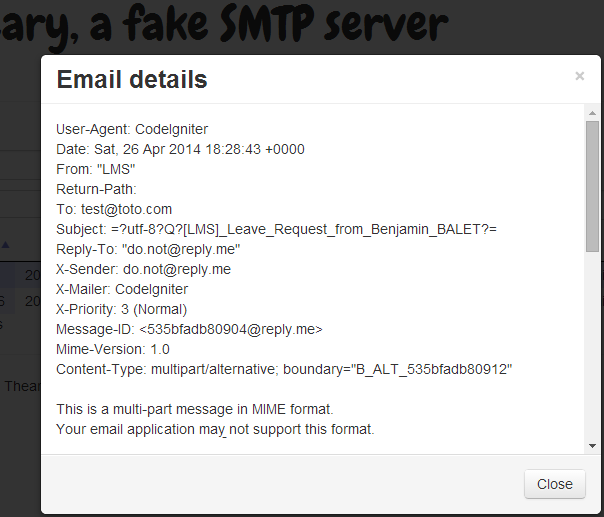 ary, a fake SMTP server
Email details
×
User-Agent: CodeIgniter
Date: Sat, 26 Apr 2014 18:28:43 +0000
From: "LMS"
Return-Path:
To: test@toto.com
Subject: =?utf-8?Q?[LMS]_Leave_Request_from_Benjamin_BALET?=
Reply-To: "do.not@reply.me"
X-Sender: do.not@reply.me
X-Mailer: CodeIgniter
X-Priority: 3 (Normal)
Message-ID: <535bfadb80904@reply.me>
Mime-Version: 1.0
Content-Type: multipart/alternative; boundary="B_ALT_535bfadb80912"
This is a multi-part message in MIME format.
Your email application may not support this format.
20
6 20
s
Thear
Close